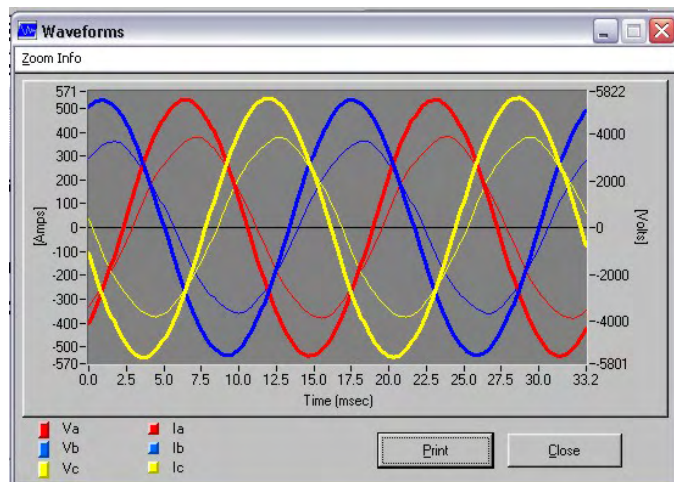 Waveforms
Zoom Info
571
500
400
300
200
100
0
-100
-200
-300
-400
-500
-570
[Amps]
5822
4000
2000
0
-2000
-4000
-5801
[Volts]
0.0 2.5 5.0 7.5 10.0 12.5 15.0 17.5 20.0 22.5 25.0 27.5 30.0 33.2
Time (msec)
Va Ia
Vb Ib
Vc Ic
Print Close